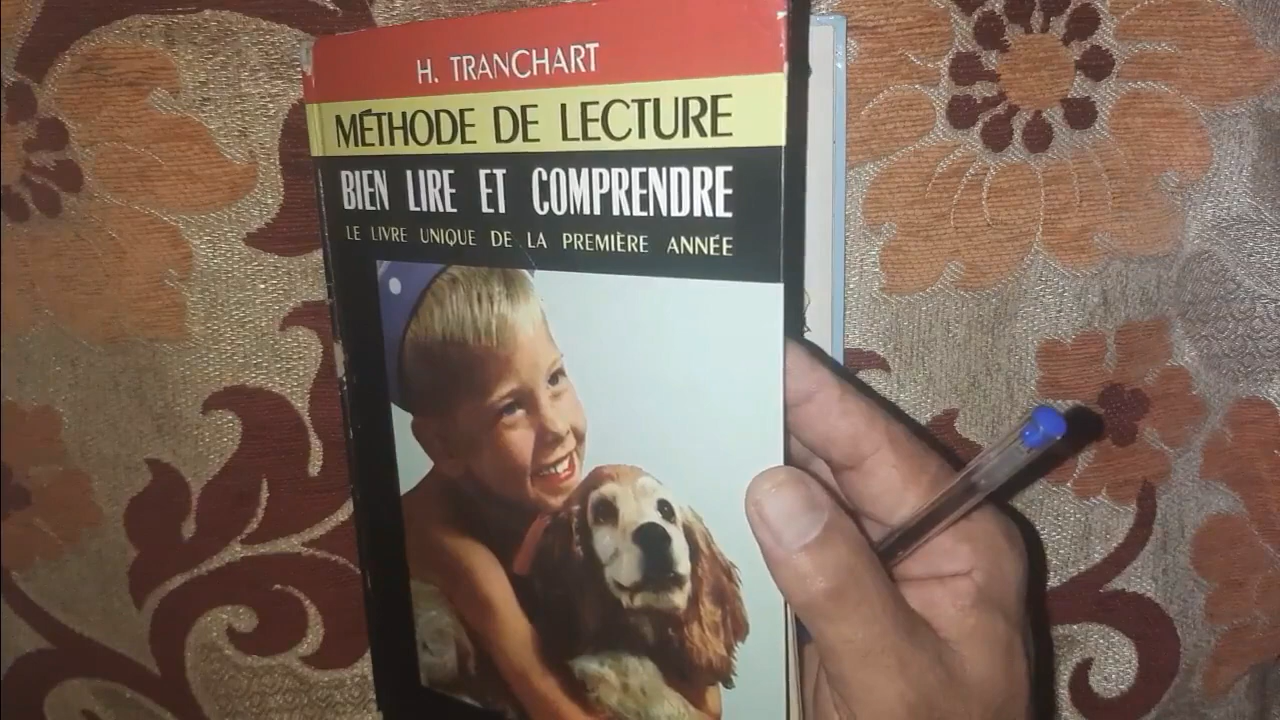 H. TRANCHART
MÉTHODE DE LECTURE
BIEN LIRE ET COMPRENDRE
LE LIVRE UNIQUE DE LA PREMIÈRE ANNÉE